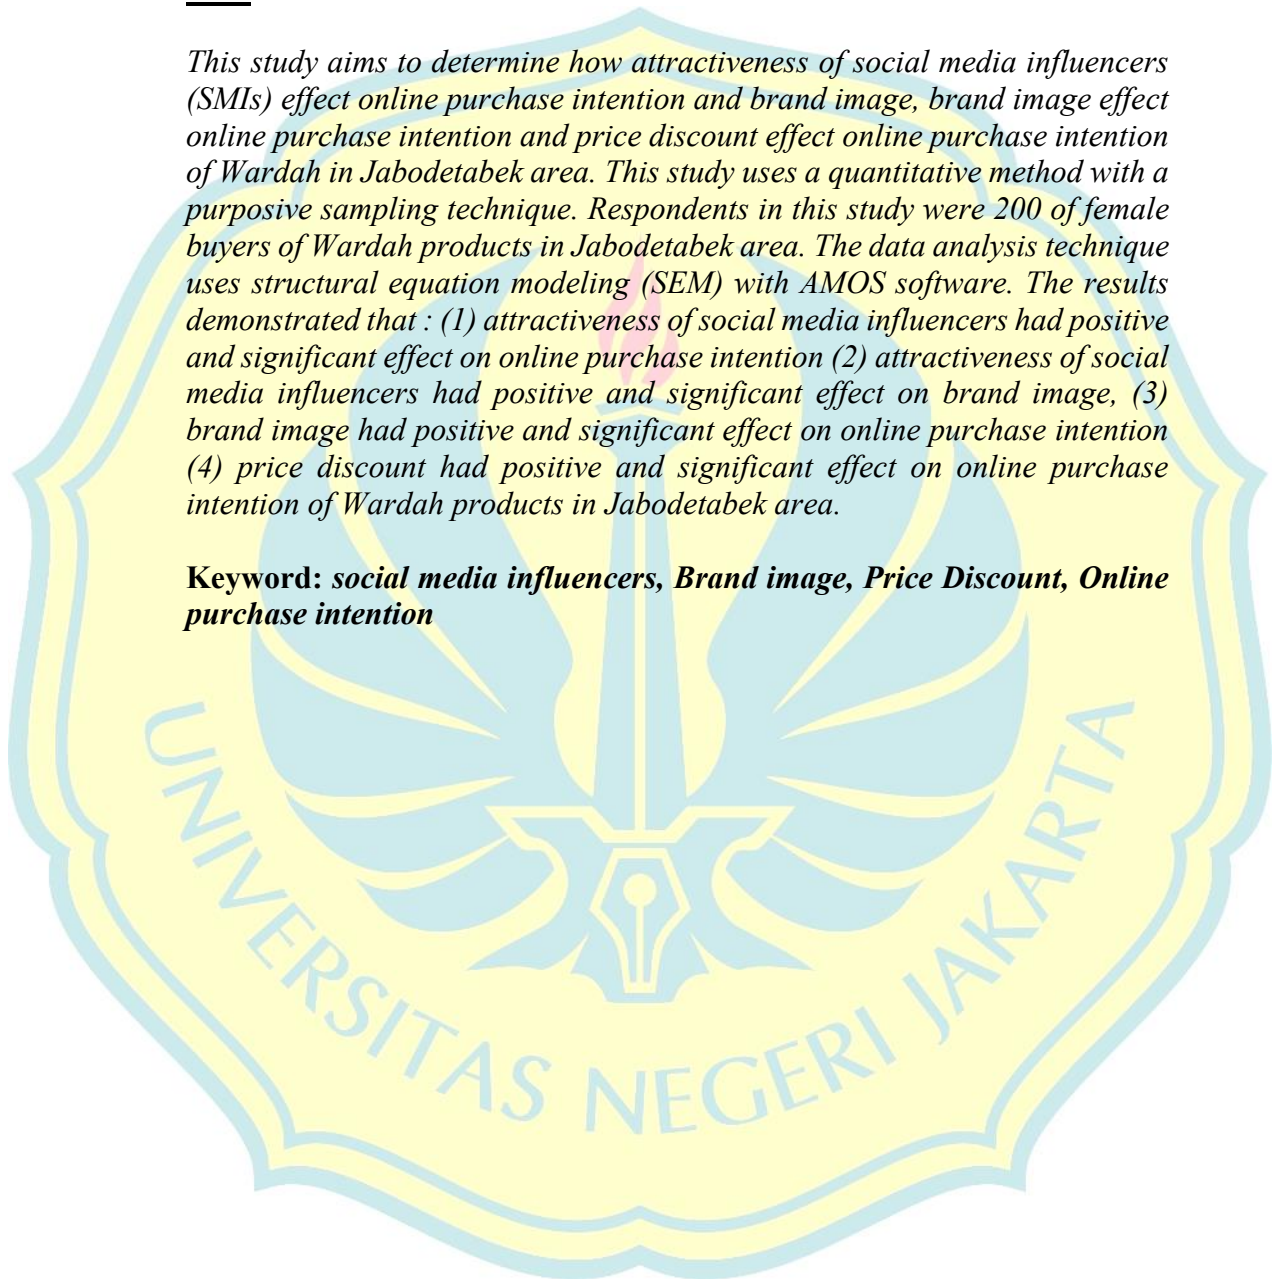 This study aims to determine how attractiveness of social media influencers
(SMIs) effect online purchase intention and brand image, brand image effect
online purchase intention and price discount effect online purchase intention
of Wardah in Jabodetabek area. This study uses a quantitative method with a
purposive sampling technique. Respondents in this study were 200 of female
buyers of Wardah products in Jabodetabek area. The data analysis technique
uses structural equation modeling (SEM) with AMOS software. The results
demonstrated that : (1) attractiveness of social media influencers had positive
and significant effect on online purchase intention (2) attractiveness of social
media influencers had positive and significant effect on brand image, (3)
brand image had positive and significant effect on online purchase intention
(4) price discount had positive and significant effect on online purchase
intention of Wardah products in Jabodetabek area.
Keyword: social media influencers, Brand image, Price Discount, Online
purchase intention
UNIVERSITAS NEGERI JAKARTA